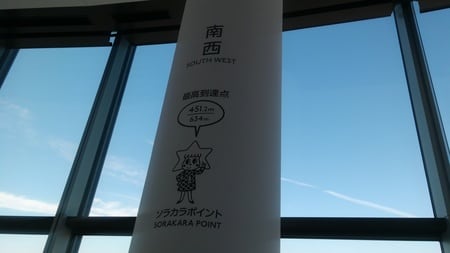 南
西
SOUTH WEST
最高到達点
451.2m
634m
ソラカラポイント
SORAKARA POINT